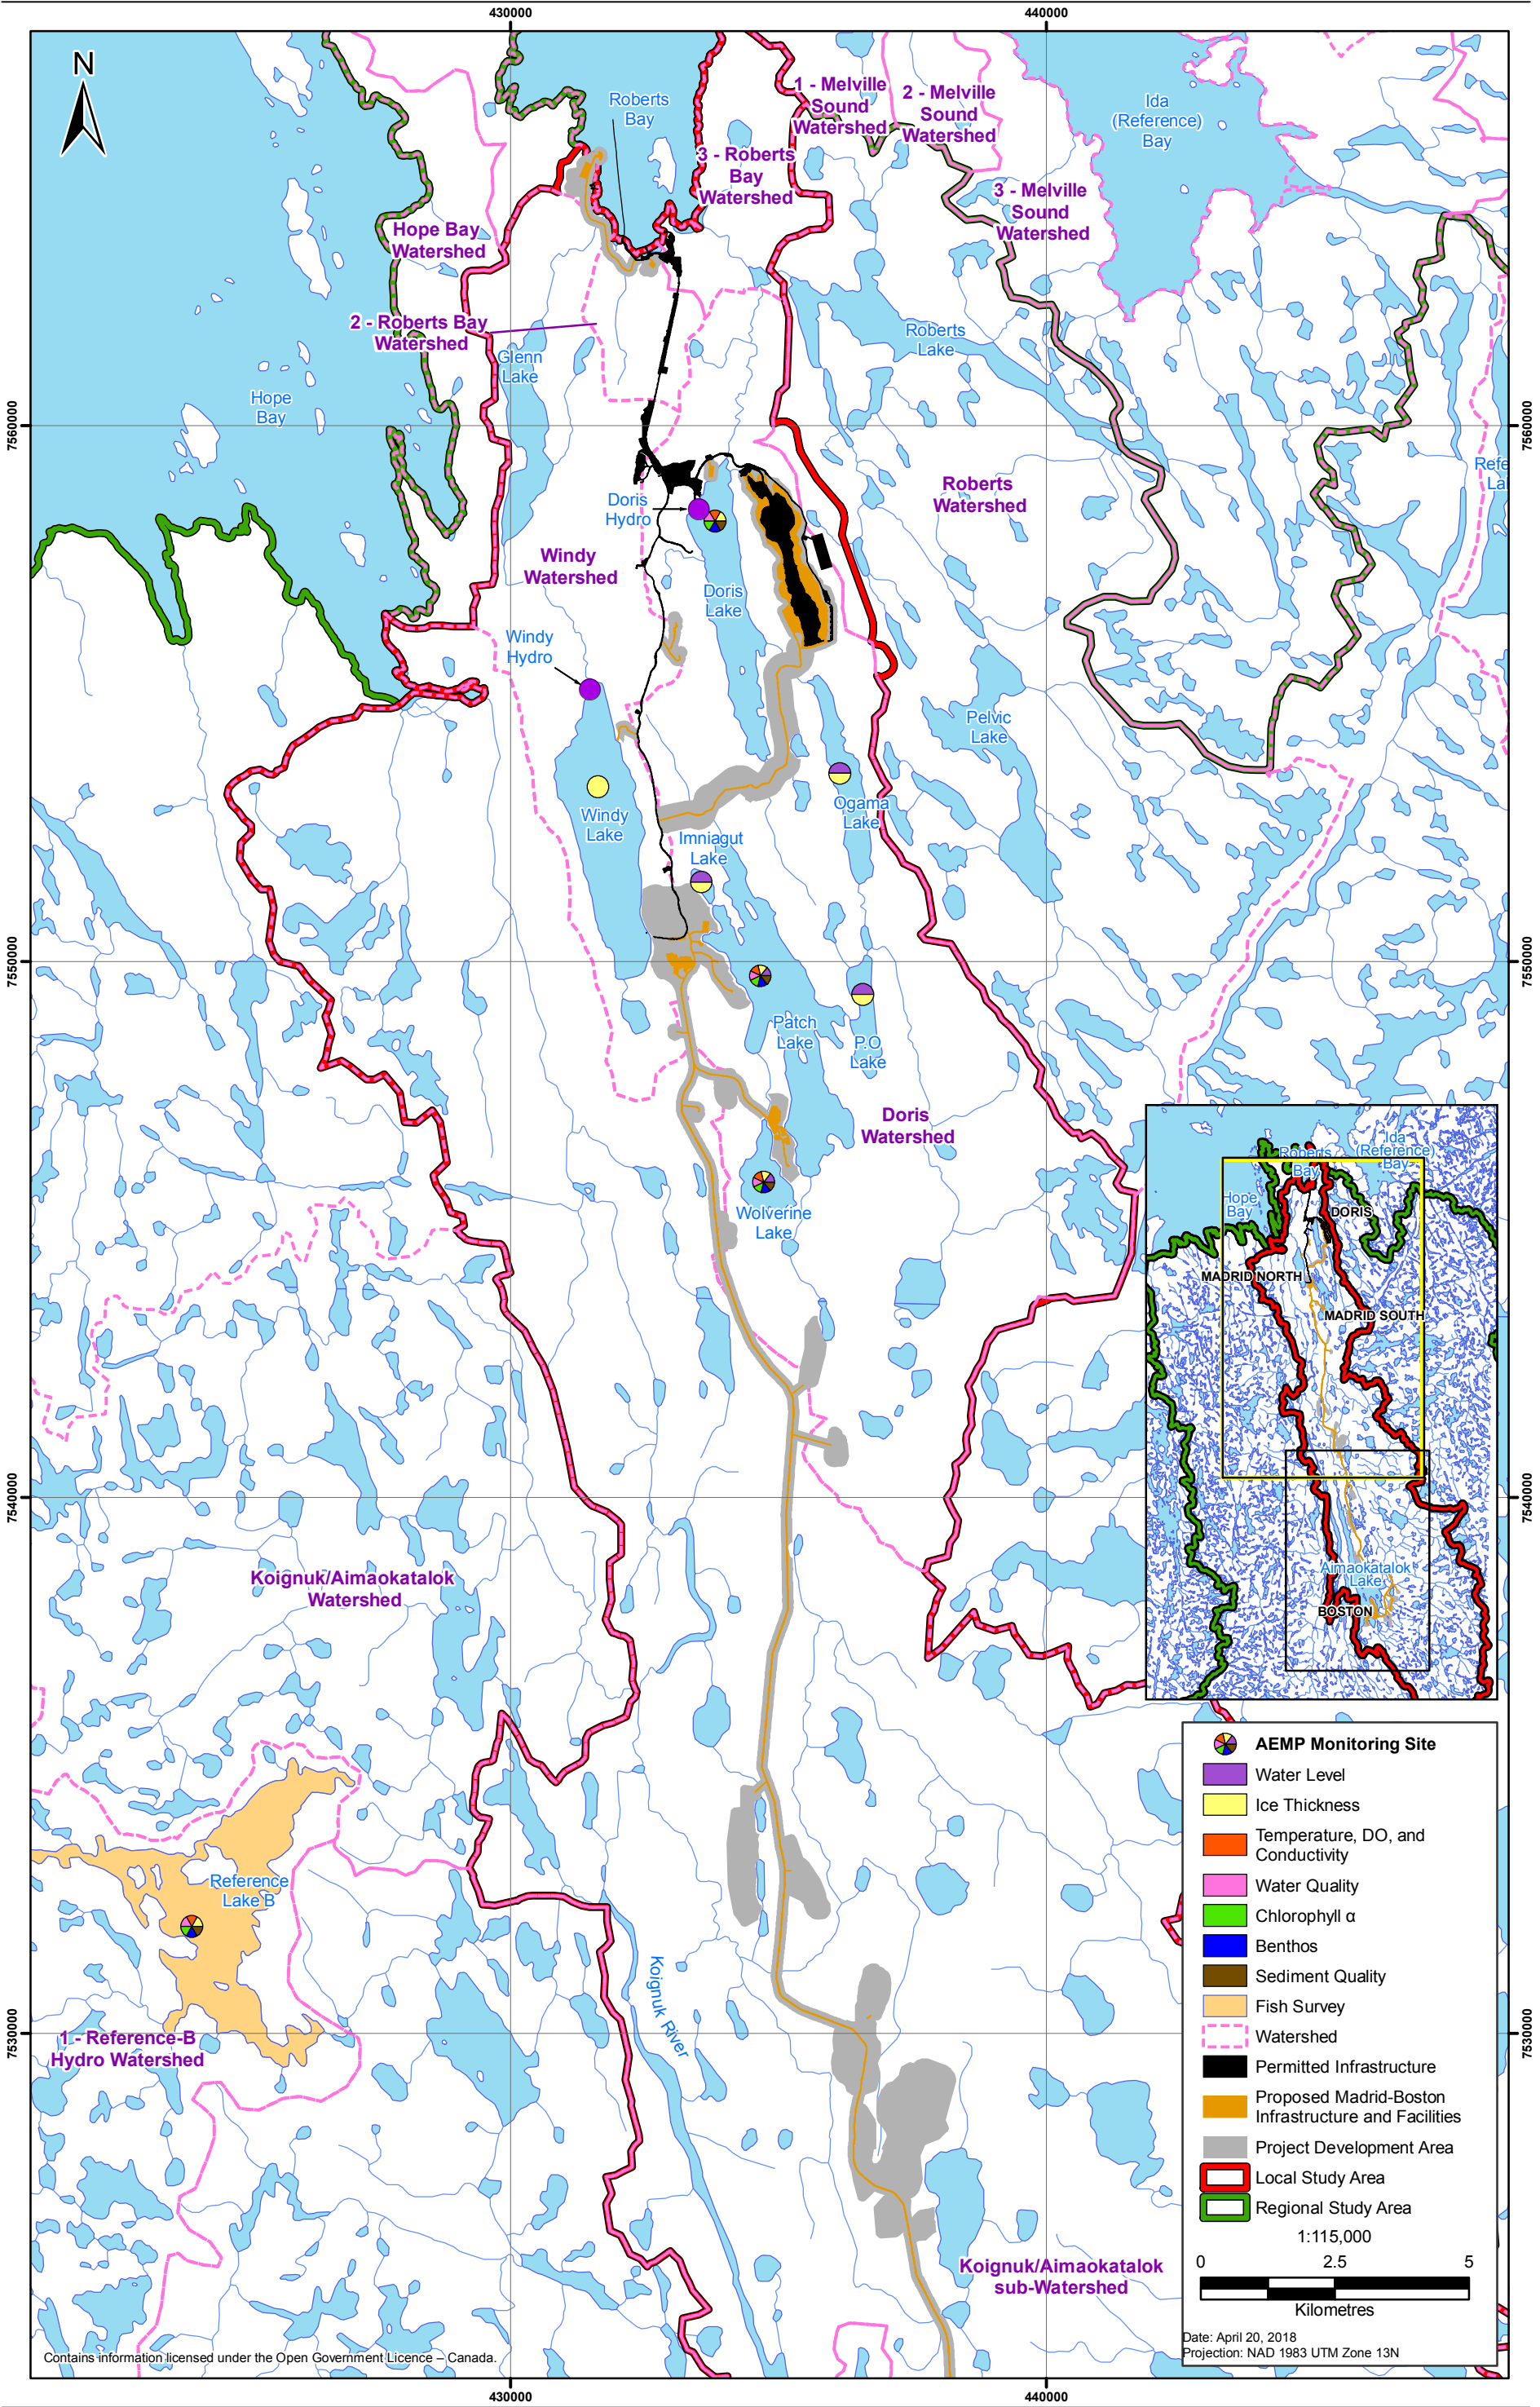 430000
440000
N
Roberts
Bay
1 - Melville
Sound
Watershed
2 - Melville
Sound
Watershed
Ida
(Reference)
Bay
3 - Roberts
Bay
Watershed
3 - Melville
Sound
Watershed
Hope Bay
Watershed
2 - Roberts Bay
Watershed
Glenn
Lake
Roberts
Lake
Hope
Bay
7560000
7560000
Roberts
Watershed
Doris
Hydro
Windy
Watershed
Doris
Lake
Windy
Hydro
Pelvic
Lake
Windy
Lake
Ogama
Lake
Imniagut
Lake
7550000
7550000
Patch
Lake
P.O
Lake
Doris
Watershed
Wolverine
Lake
Roberts
Bay
Ida
(Reference)
Bay
Hope
Bay
DORIS
MADRID NORTH
MADRID SOUTH
Aimaokatalok
Lake
BOSTON
7540000
7540000
Koignuk/Aimaokatalok
Watershed
Reference
Lake B
Koignuk River
1 - Reference-B
Hydro Watershed
7530000
7530000
Koignuk/Aimaokatalok
sub-Watershed
AEMP Monitoring Site
Water Level
Ice Thickness
Temperature, DO, and
Conductivity
Water Quality
Chlorophyll α
Benthos
Sediment Quality
Fish Survey
Watershed
Permitted Infrastructure
Proposed Madrid-Boston
Infrastructure and Facilities
Project Development Area
Local Study Area
Regional Study Area
1:115,000
0 2.5 5
Kilometres
Date: April 20, 2018
Projection: NAD 1983 UTM Zone 13N
Contains information licensed under the Open Government Licence – Canada.
430000
440000